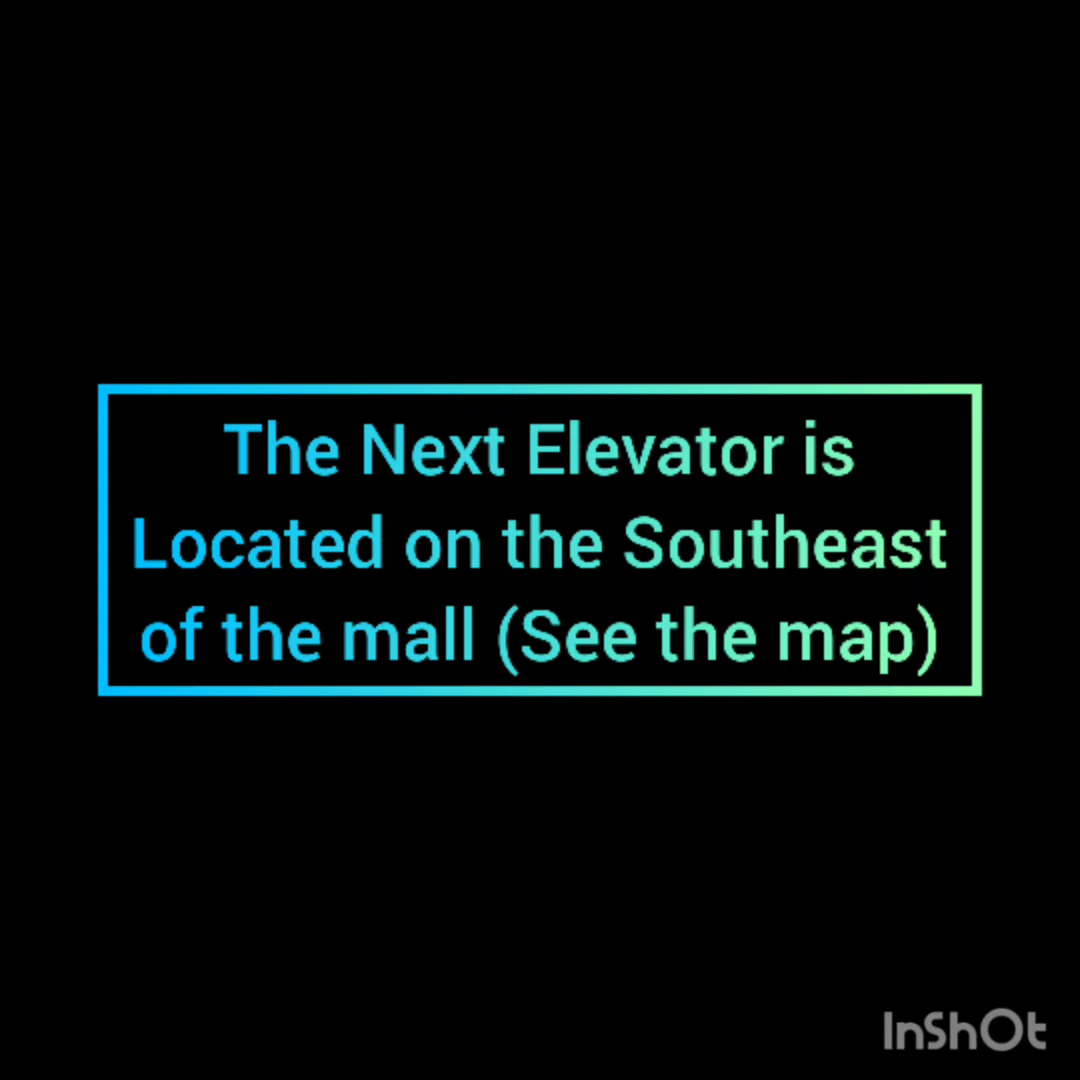 The Next Elevator is
Located on the Southeast
of the mall (See the map)
InShOt